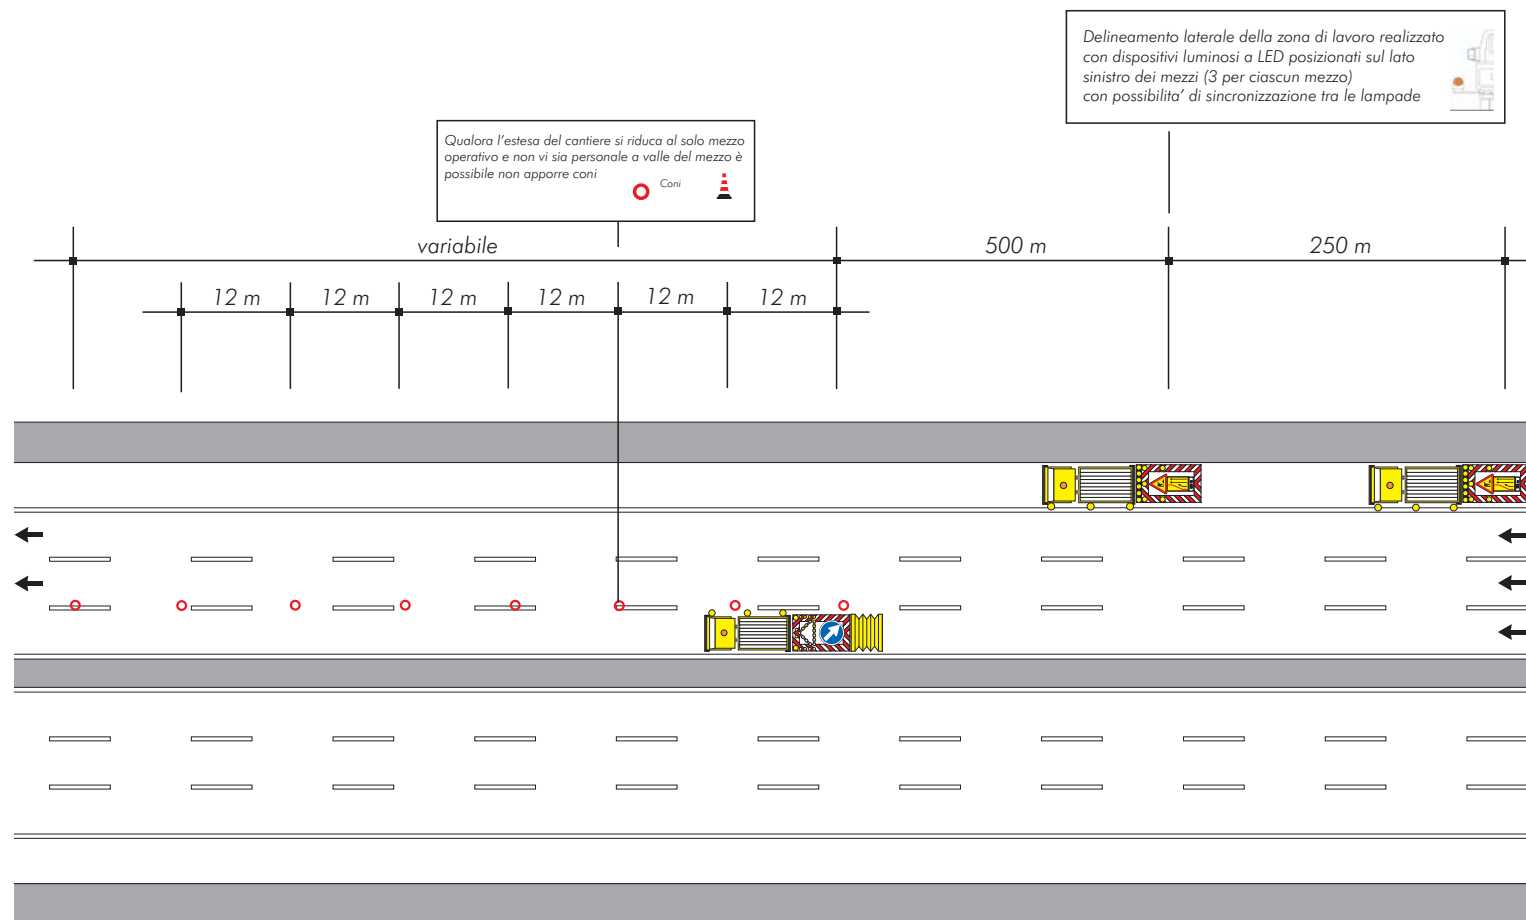 Delineamento laterale della zona di lavoro realizzato
con dispositivi luminosi a LED posizionati sul lato
sinistro dei mezzi (3 per ciascun mezzo)
con possibilita' di sincronizzazione tra le lampade
Qualora l'estesa del cantiere si riduca al solo mezzo
operativo e non vi sia personale a valle del mezzo è
possibile non apporre coni
Coni
variabile
500 m
250 m
12 m
12 m
12 m
12 m
12 m
12 m